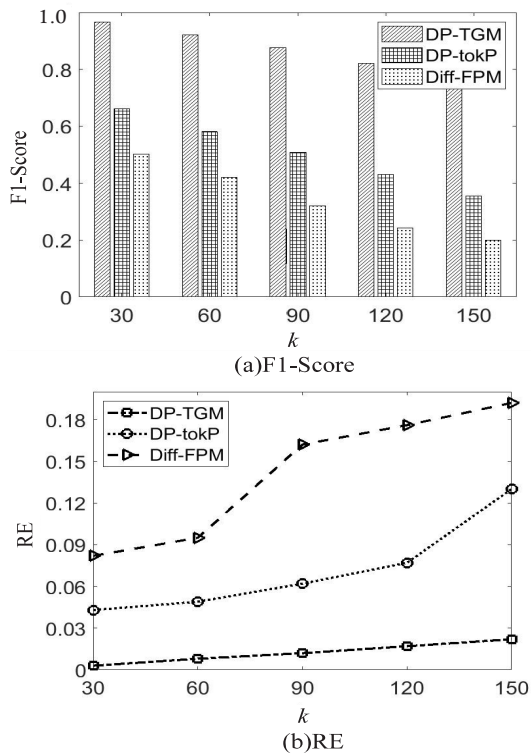 1.0
DP-TGM
DP-tokP
Diff-FPM
0.8
0.6
0.4
0.2
0
F1-Score
30 60 90 120 150
k
(a)F1-Score
DP-TGM
DP-tokP
Diff-FPM
0.18
0.15
0.12
0.09
0.06
0.03
0
RE
30 60 90 120 150
k
(b)RE